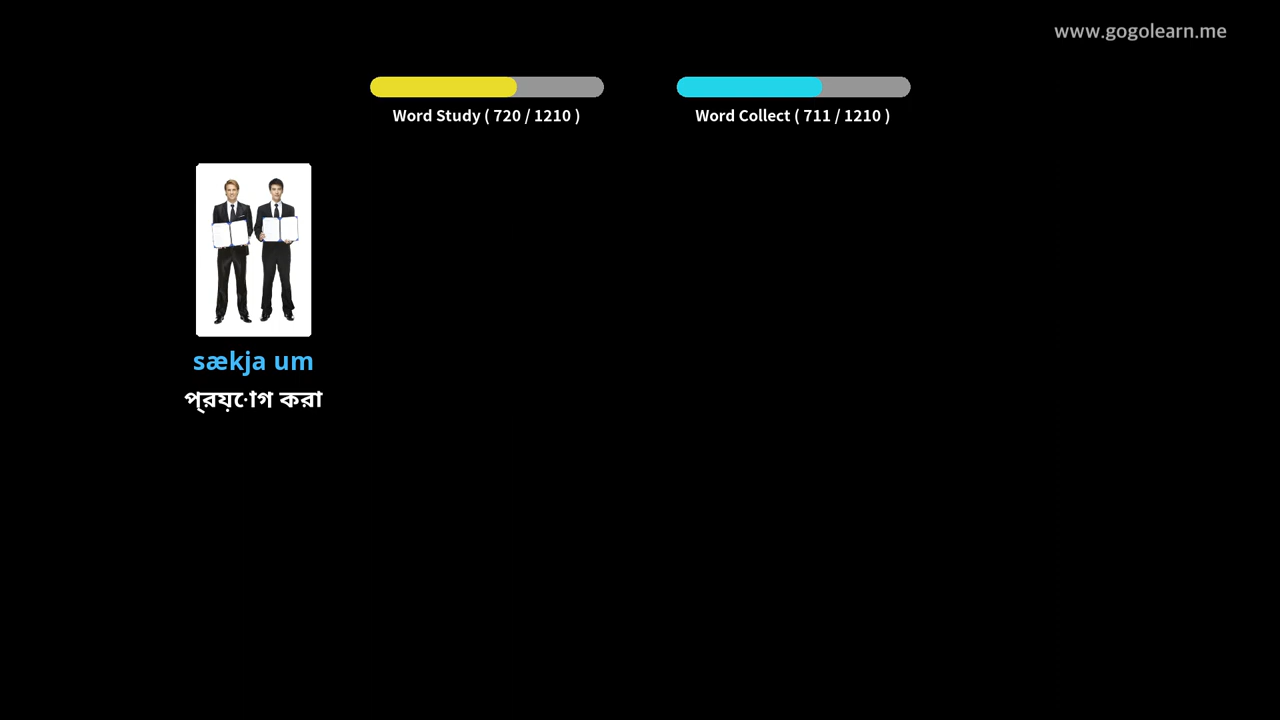 www.gogolearn.me
Word Study ( 720 / 1210 )
Word Collect ( 711 / 1210 )
sækja um
প্রয়োগ করা